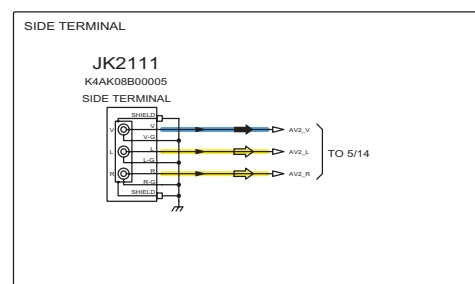 SIDE TERMINAL
JK2111
K4AK08B00005
SIDE TERMINAL
SHIELD
V V AV2_V
V-G
L L AV2_L
TO 5/14
L-G
R R AV2_R
R-G
SHIELD